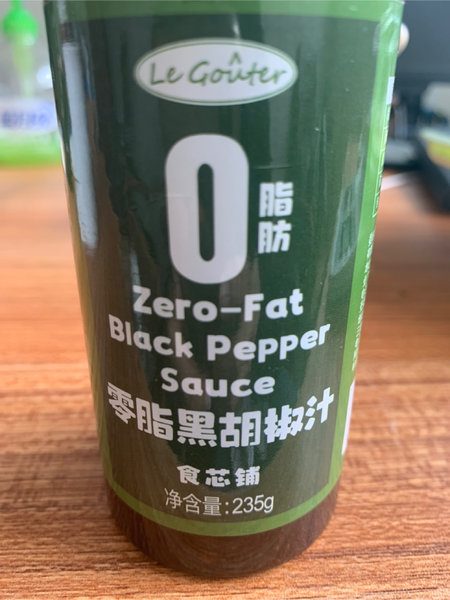 Le Goûter
0
脂肪
Zero-Fat
Black Pepper
Sauce
零脂黑胡椒汁
食芯铺
净含量:235g